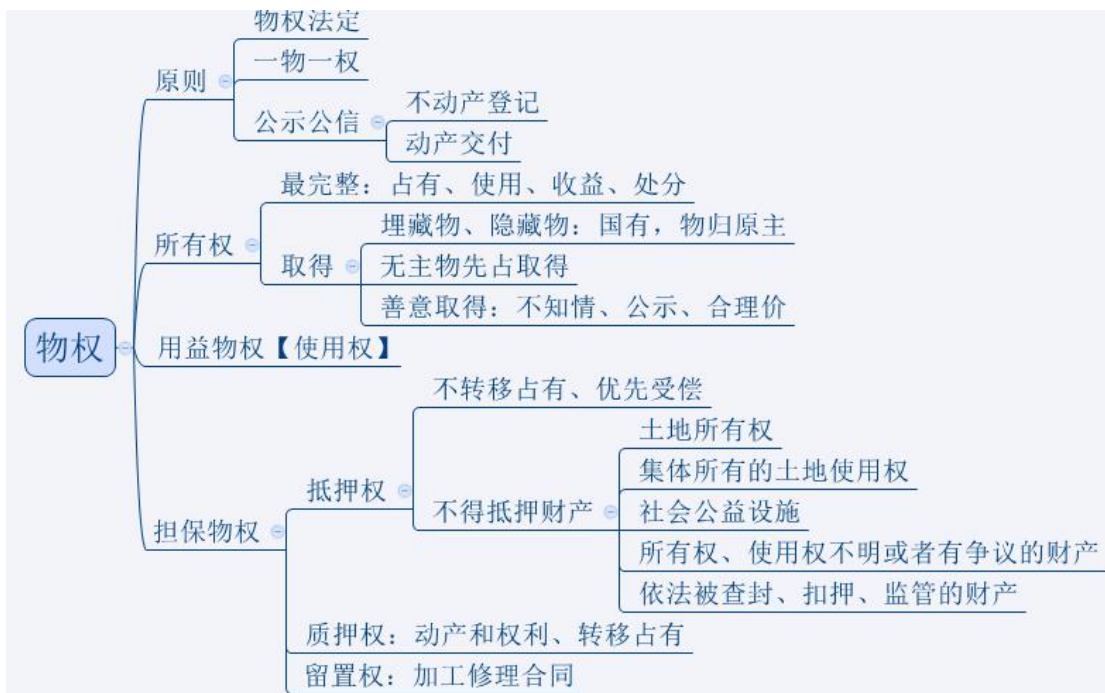 物权法定
一物一权
原则
公示公信
不动产登记
动产交付
最完整：占有、使用、收益、处分
所有权
取得
埋藏物、隐藏物：国有，物归原主
无主物先占取得
善意取得：不知情、公示、合理价
物权
用益物权【使用权】
担保物权
抵押权
不转移占有、优先受偿
不得抵押财产
土地所有权
集体所有的土地使用权
社会公益设施
所有权、使用权不明或者有争议的财产
依法被查封、扣押、监管的财产
质押权：动产和权利、转移占有
留置权：加工修理合同